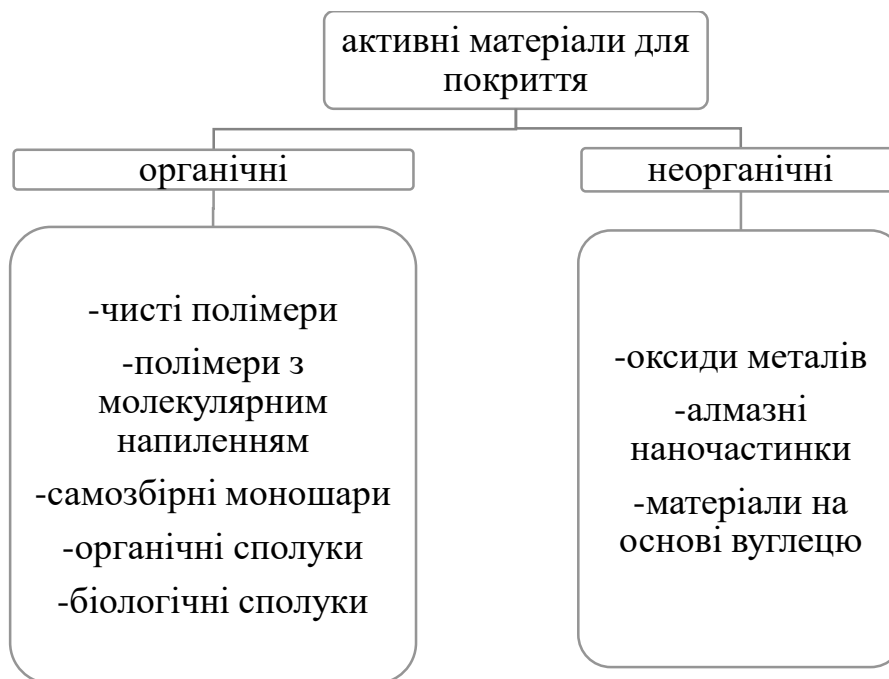 активні матеріали для
покриття
органічні
неорганічні
-чисті полімери
-полімери з
молекулярним
напиленням
-самозбірні моношари
-органічні сполуки
-біологічні сполуки
-оксиди металів
-алмазні
наночастинки
-матеріали на
основі вуглецю